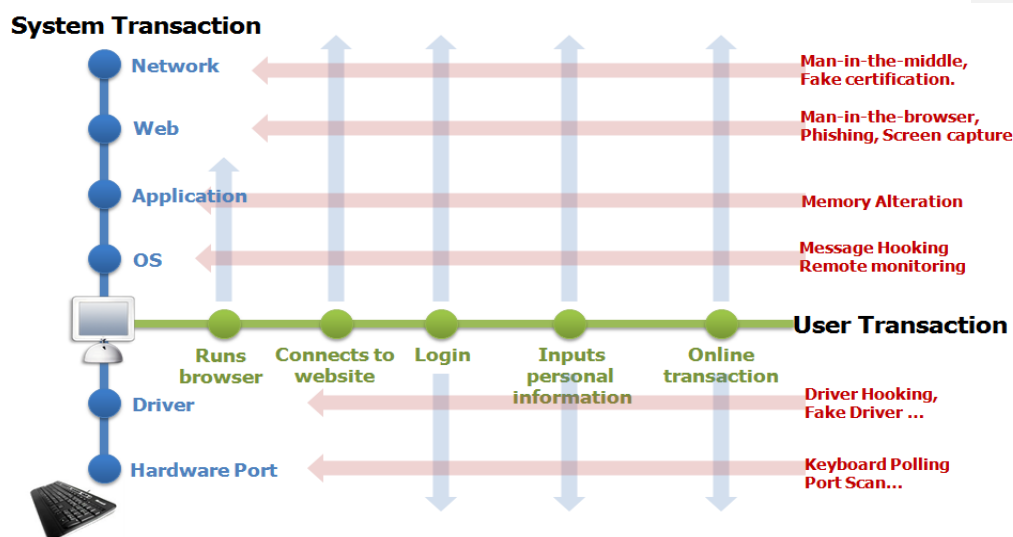 System Transaction
Network
Man-in-the-middle,
Fake certification.
Web
Man-in-the-browser,
Phishing, Screen capture
Application
Memory Alteration
OS
Message Hooking
Remote monitoring
User Transaction
Runs
browser
Connects to
website
Login
Inputs
personal
information
Online
transaction
Driver
Driver Hooking,
Fake Driver ...
Hardware Port
Keyboard Polling
Port Scan...